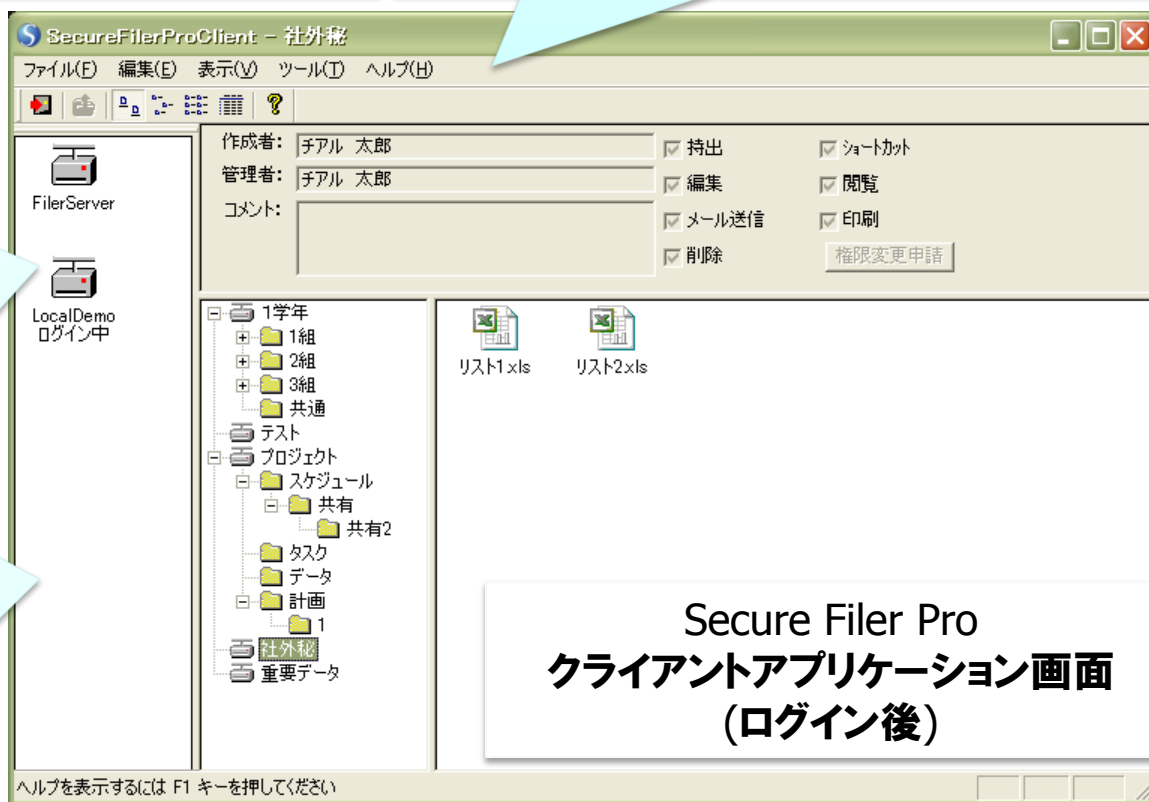 SecureFilerProClient - 社外秘
ファイル(F) 編集(E) 表示(V) ツール(T) ヘルプ(H)
作成者: チアル 太郎
管理者: チアル 太郎
コメント:
持出 ショートカット
編集 閲覧
メール送信 印刷
削除 権限変更申請
FilerServer
LocalDemo
ログイン中
1学年
1組
2組
3組
共通
テスト
プロジェクト
スケジュール
共有
共有2
タスク
データ
計画
1
社外秘
重要データ
リスト1.xls リスト2.xls
Secure Filer Pro
クライアントアプリケーション画面
(ログイン後)
ヘルプを表示するには F1 キーを押してください